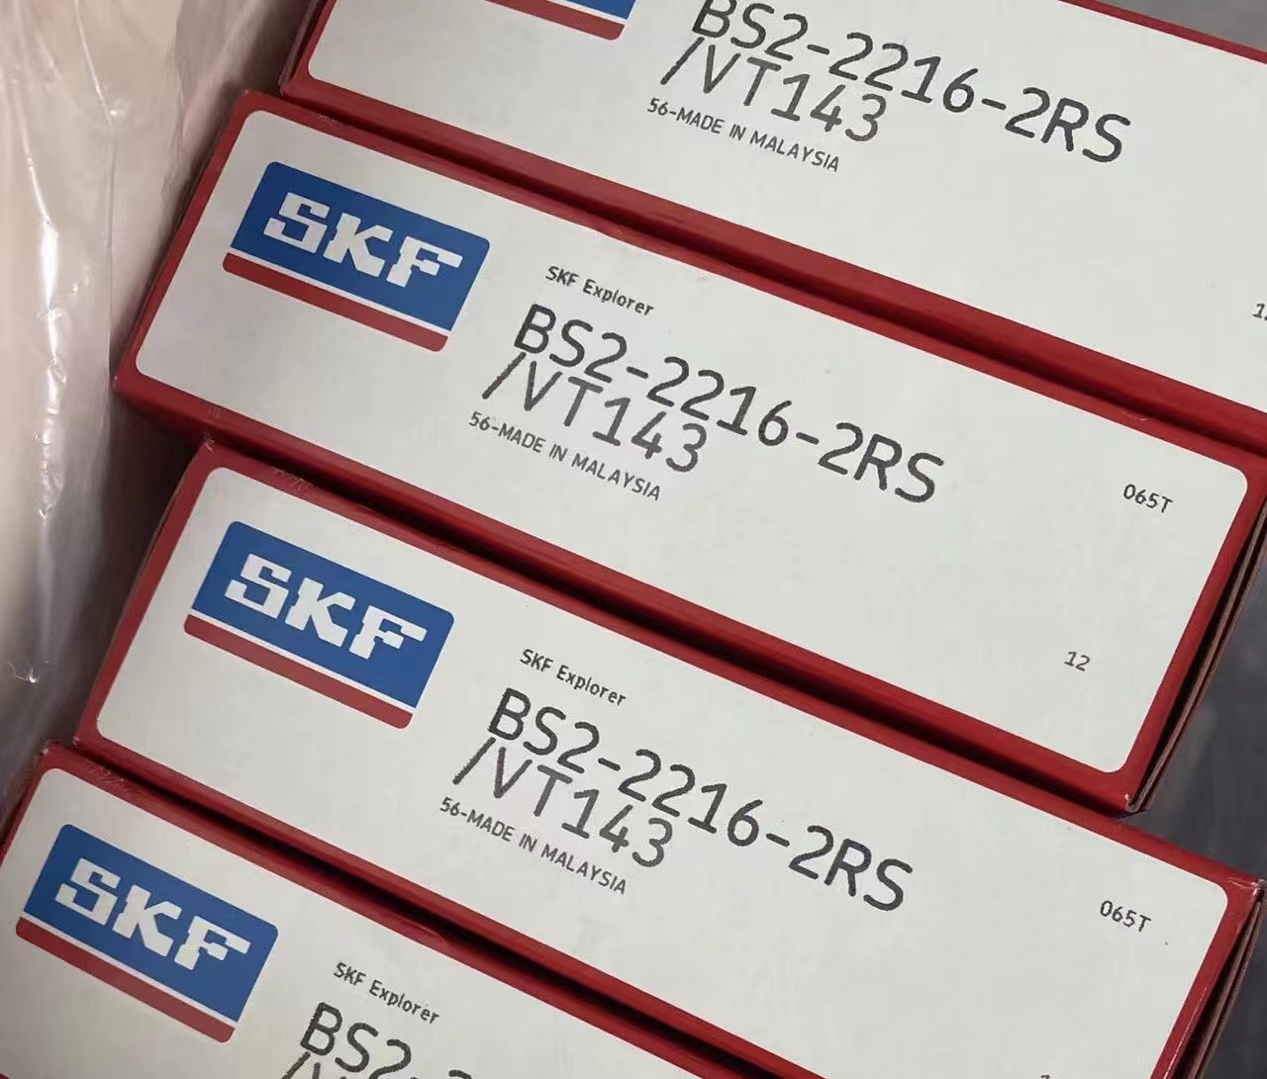 BS2-2216-2RS
/VT143
56-MADE IN MALAYSIA
SKF
SKF Explorer
BS2-2216-2RS
/VT143
56-MADE IN MALAYSIA
065T
12
SKF
SKF Explorer
BS2-2216-2RS
/VT143
56-MADE IN MALAYSIA
065T
SKF
SKF Explorer
BS2-